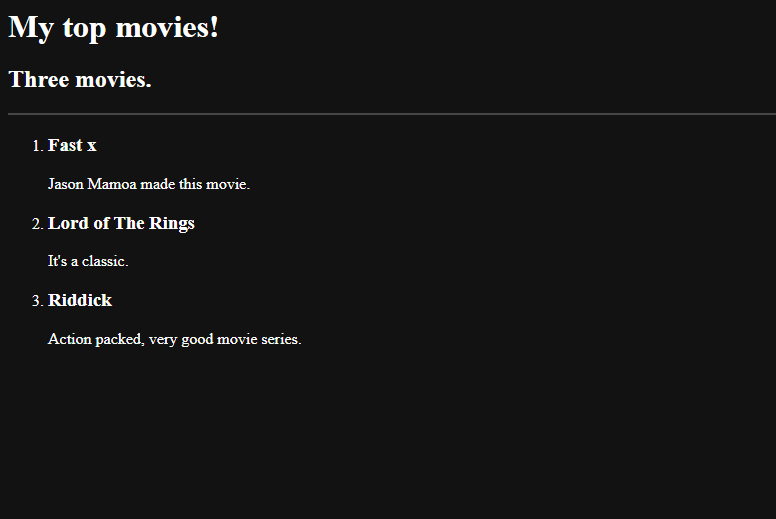 My top movies!
Three movies.
1. Fast x
Jason Mamoa made this movie.
2. Lord of The Rings
It's a classic.
3. Riddick
Action packed, very good movie series.